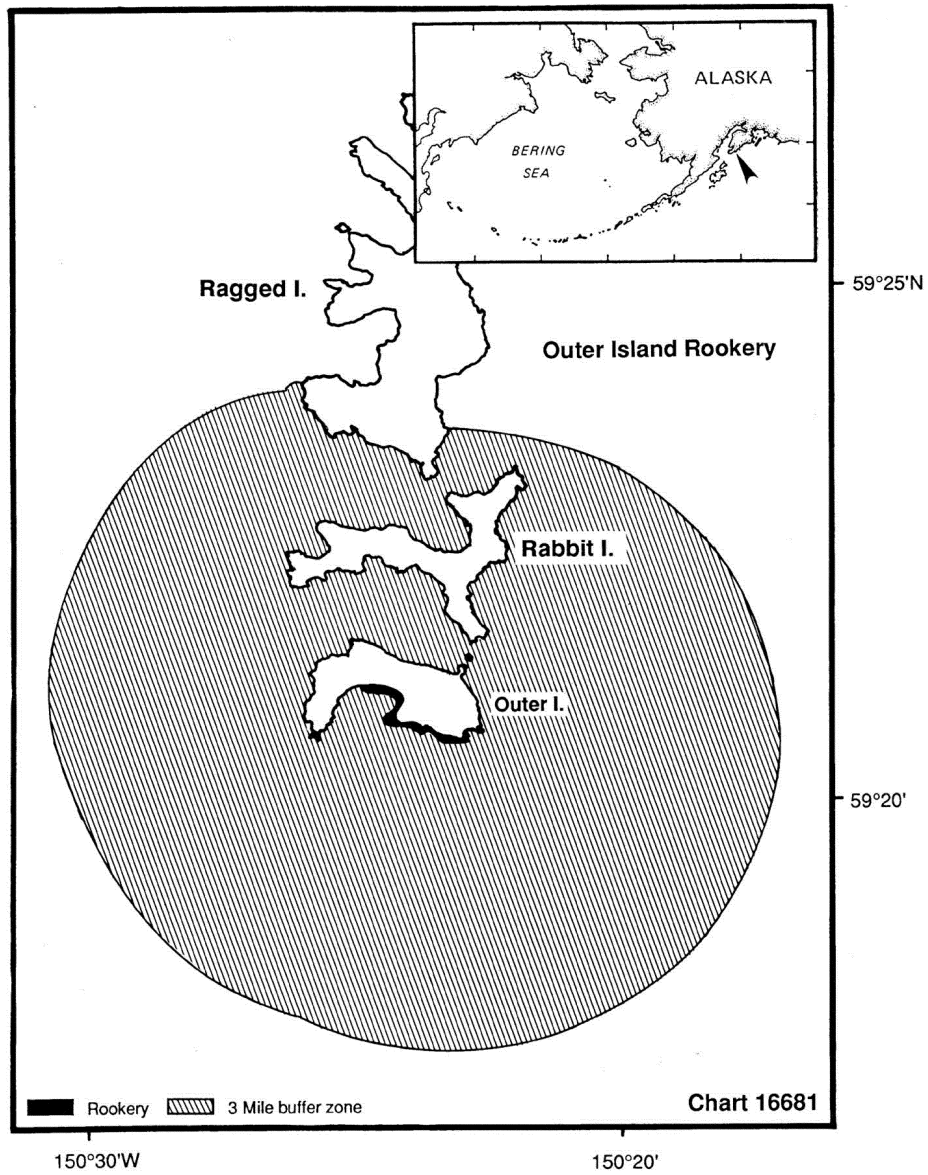 ALASKA
BERING
SEA
Ragged I.
59°25'N
Outer Island Rookery
Rabbit I.
Outer I.
59°20'
Rookery
3 Mile buffer zone
Chart 16681
150°30'W
150°20'